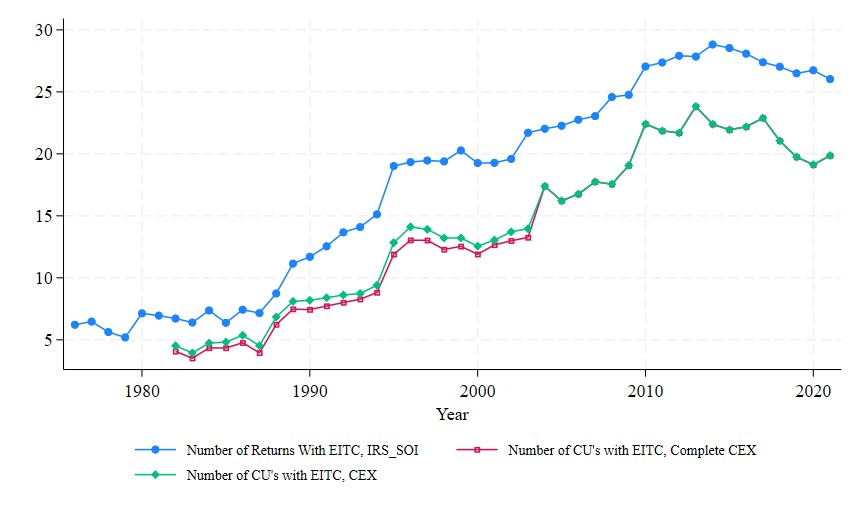 30
25
20
15
10
5
1980 1990 2000 2010 2020
Year
Number of Returns With EITC, IRS_SOI Number of CU's with EITC, Complete CEX
Number of CU's with EITC, CEX